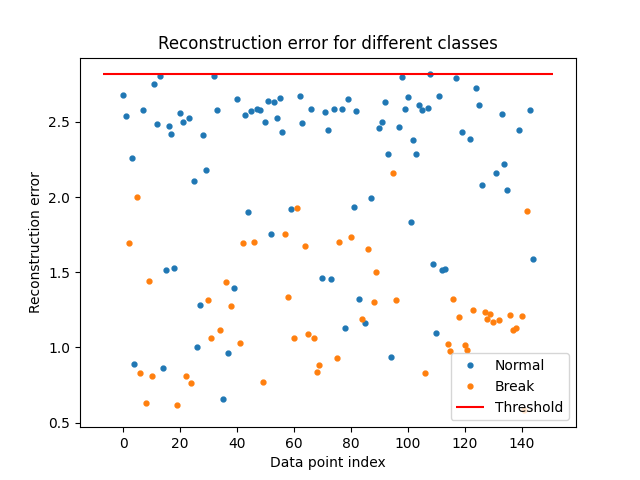 Reconstruction error for different classes
Reconstruction error
2.5
2.0
1.5
1.0
0.5
0 20 40 60 80 100 120 140
Data point index
Normal
Break
Threshold